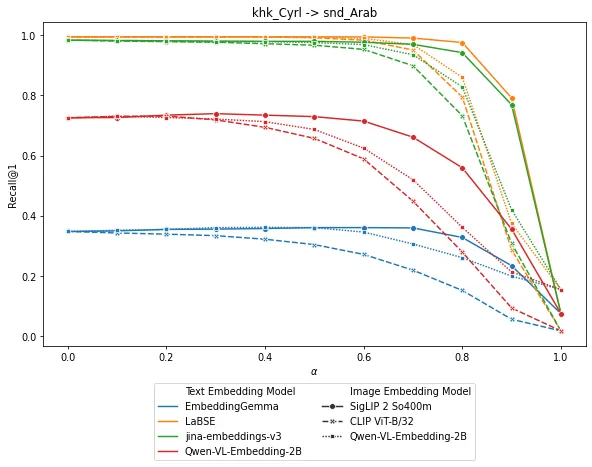 khk_Cyrl -> snd_Arab
Recall@1
1.0
0.8
0.6
0.4
0.2
0.0
0.0 0.2 0.4 0.6 0.8 1.0
α
Text Embedding Model Image Embedding Model
EmbeddingGemma SigLIP 2 So400m
LaBSE CLIP ViT-B/32
jina-embeddings-v3 Qwen-VL-Embedding-2B
Qwen-VL-Embedding-2B